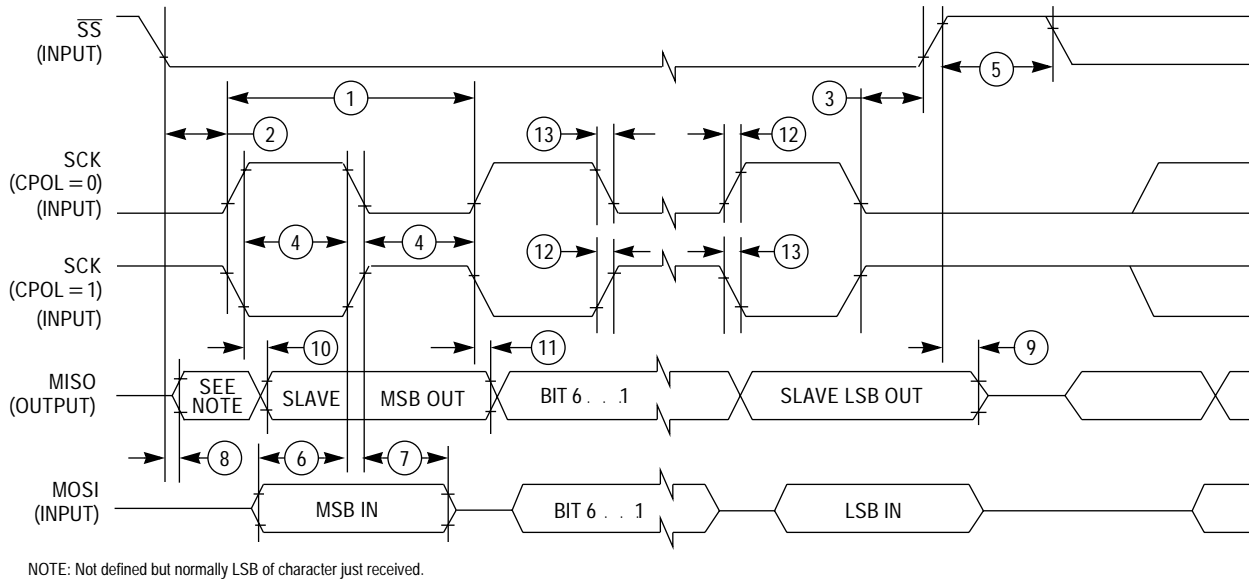 SS
(INPUT)
5
1
3
2
13
12
SCK
(CPOL = 0)
(INPUT)
4
4
SCK
(CPOL = 1)
(INPUT)
12
13
10
11
9
MISO
(OUTPUT)
SEE
NOTE
SLAVE
MSB OUT
BIT 6 . . .1
SLAVE LSB OUT
8
6
7
MOSI
(INPUT)
MSB IN
BIT 6 . . .1
LSB IN
NOTE: Not defined but normally LSB of character just received.